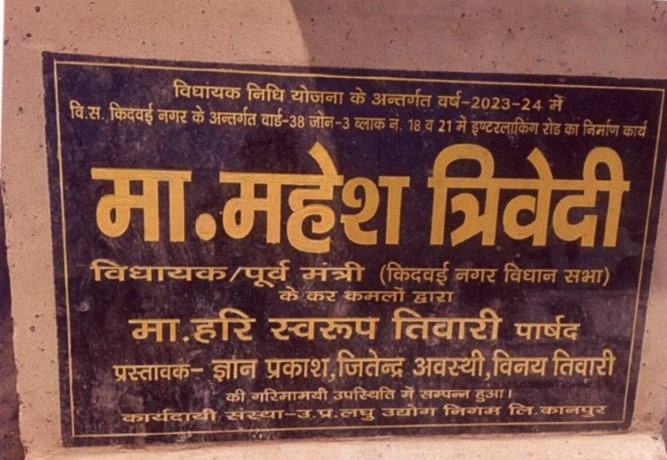 विधायक निधि योजना के अन्तर्गत वर्ष-2023-24 में
वि.स. किदवई नगर के अन्तर्गत वार्ड-38 जोन-3 ब्लाक नं. 18 व 21 में इण्टरलाकिंग रोड का निर्माण कार्य
मा.महेश त्रिवेदी
विधायक/पूर्व मंत्री (किदवई नगर विधान सभा)
के कर कमलों द्वारा
मा.हरि स्वरूप तिवारी पार्षद
प्रस्तावक- ज्ञान प्रकाश,जितेन्द्र अवस्थी,विनय तिवारी
की गरिमामयी उपस्थिति में सम्पन्न हुआ।
कार्यदायी संस्था-उ.प्र.लघु उद्योग निगम लि.कानपुर